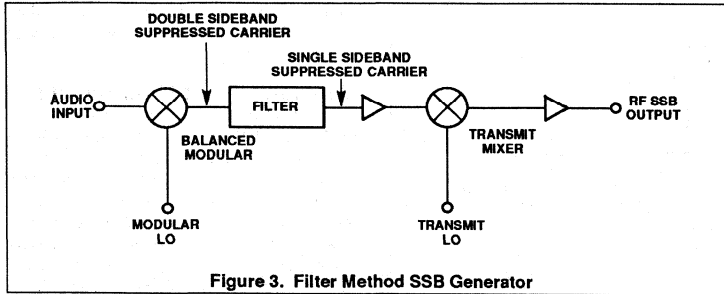 DOUBLE SIDEBAND
SUPPRESSED CARRIER
SINGLE SIDEBAND
SUPPRESSED CARRIER
AUDIO
INPUT
FILTER
RF SSB
OUTPUT
BALANCED
MODULAR
TRANSMIT
MIXER
MODULAR
LO
TRANSMIT
LO
Figure 3. Filter Method SSB Generator